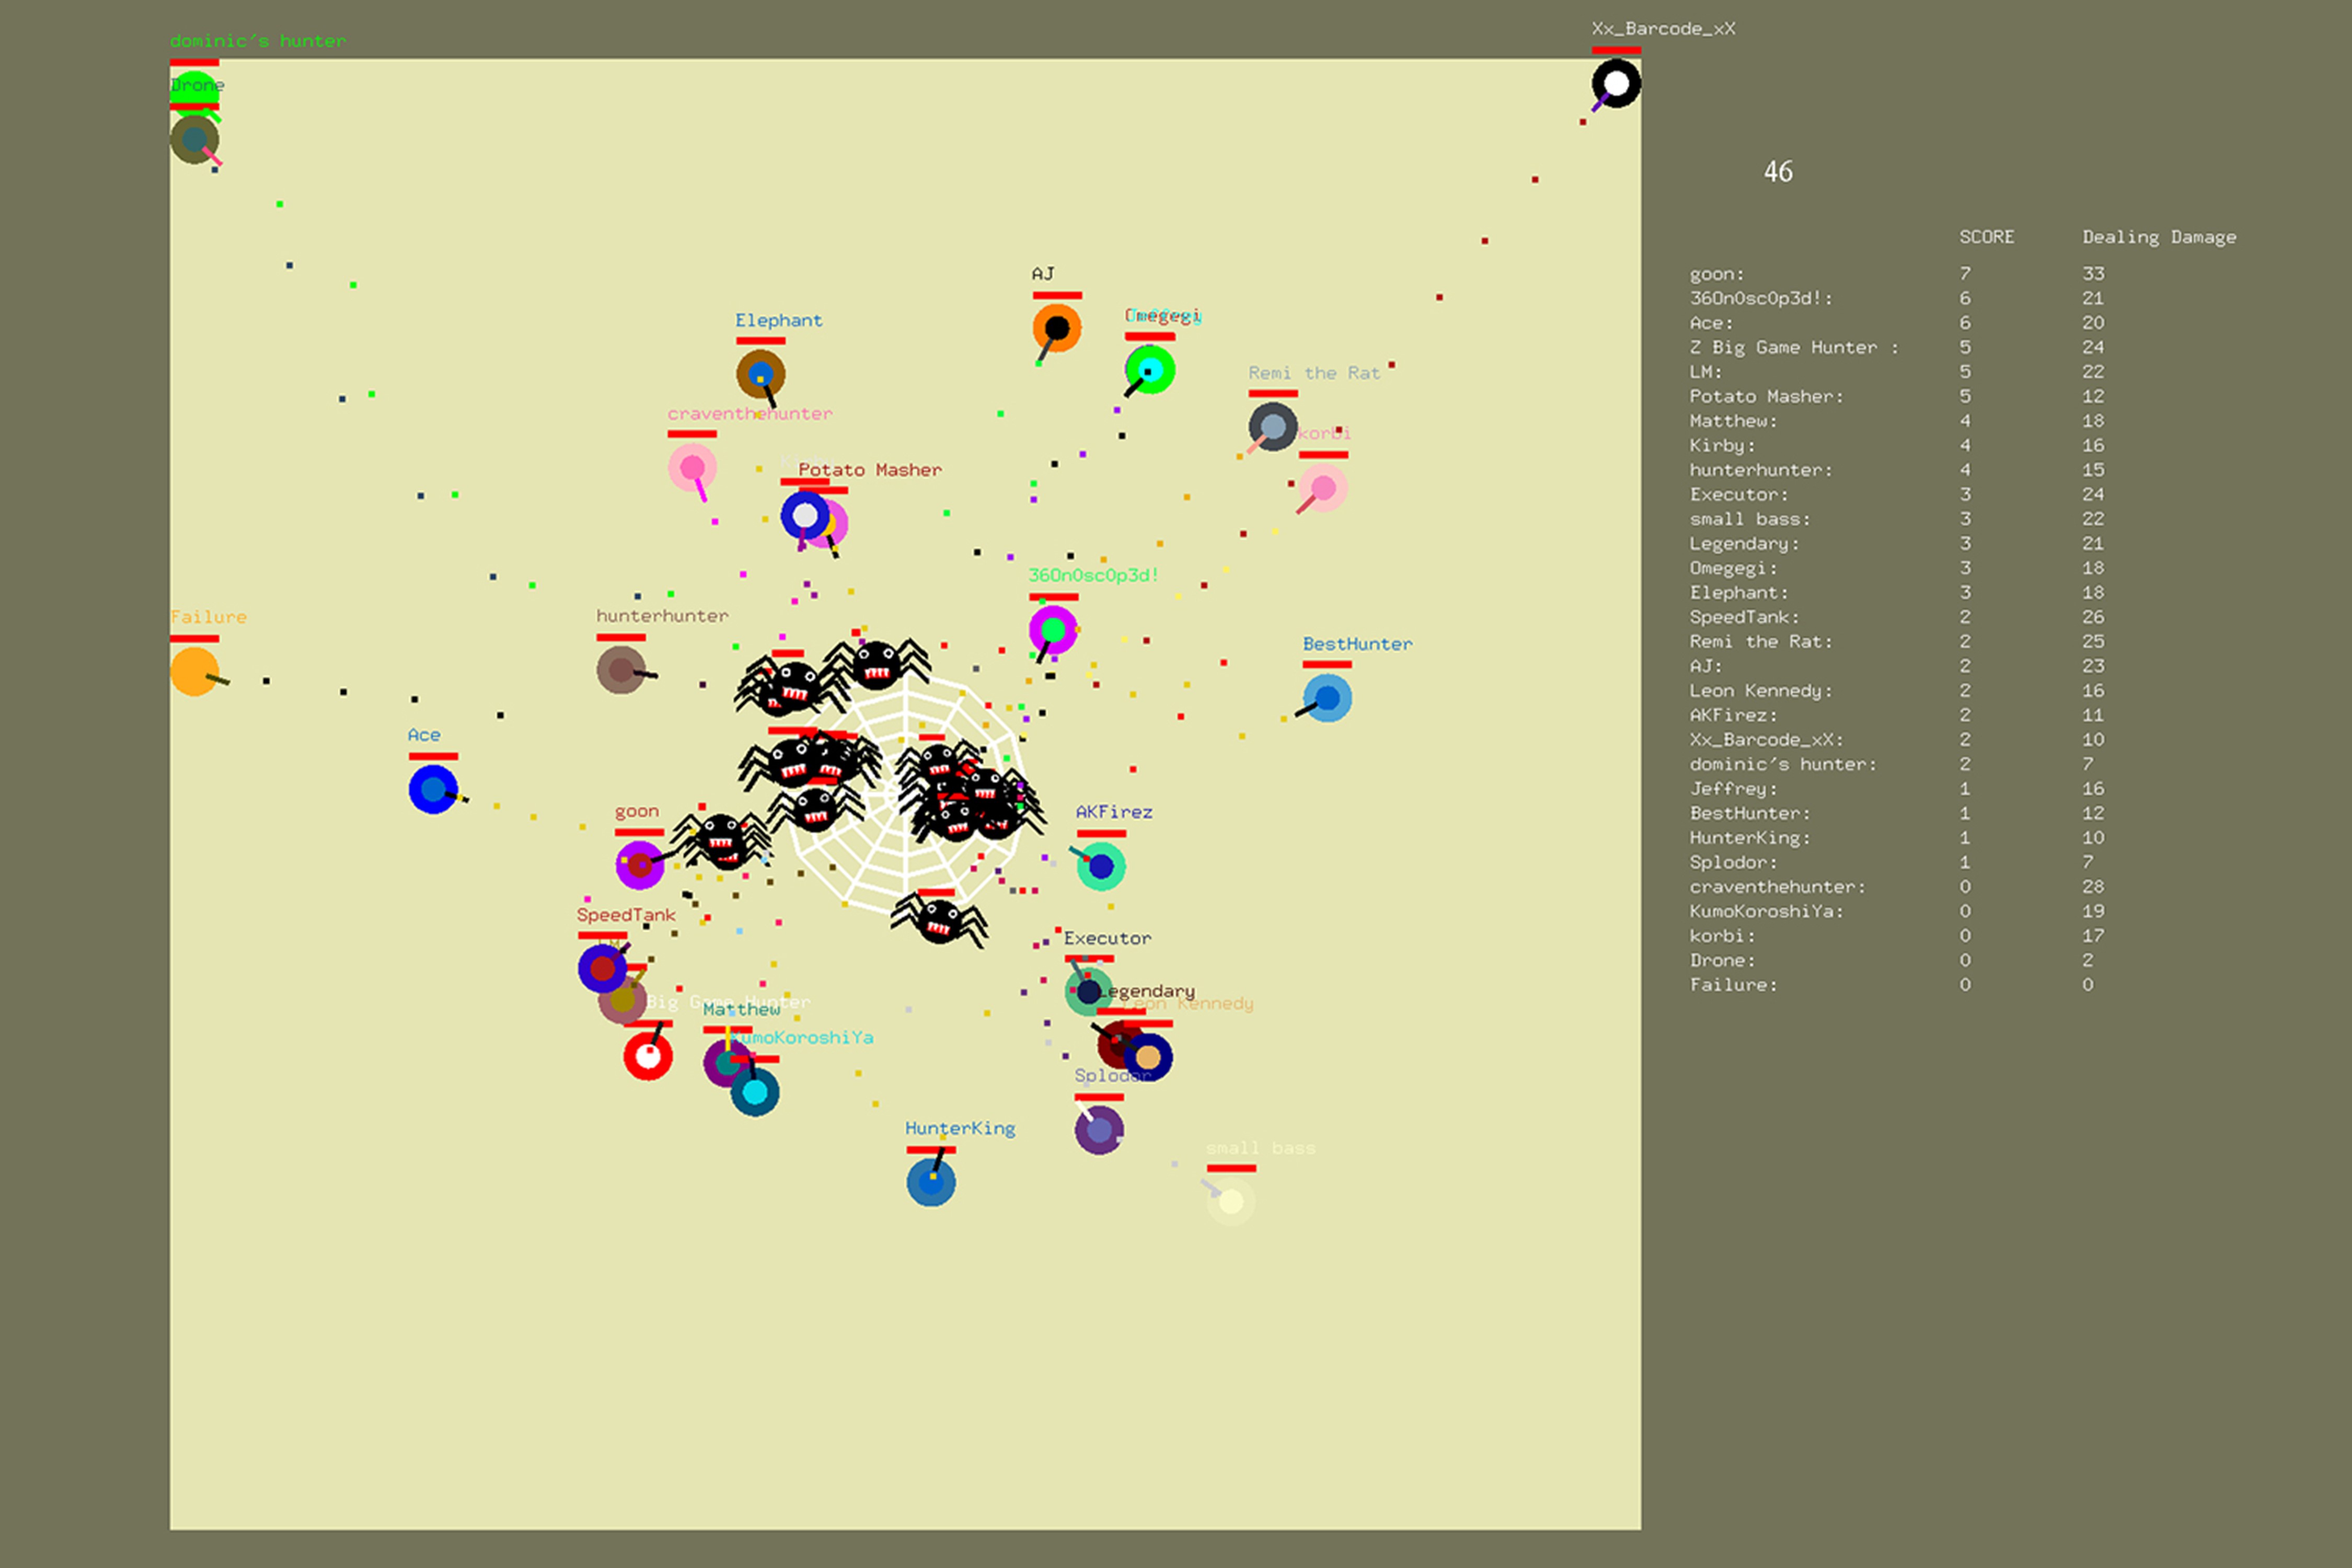 dominic's hunter
Xx_Barcode_xX
Drone
46
SCORE Dealing Damage
AJ
Elephant
Omegegi
Remi the Rat
craventhehunter
korbi
Potato Masher
360n0sc0p3d!
Failure
hunterhunter
BestHunter
Ace
goon
AKFirez
SpeedTank
LM
Executor
Legendary
Leon Kennedy
Big Game Hunter
Matthew
KumoKoroshiYa
Splodor
HunterKing
small bass
goon: 7 33
360n0sc0p3d!: 6 21
Ace: 6 20
Z Big Game Hunter : 5 24
LM: 5 22
Potato Masher: 5 12
Matthew: 4 18
Kirby: 4 16
hunterhunter: 4 15
Executor: 3 24
small bass: 3 22
Legendary: 3 21
Omegegi: 3 18
Elephant: 3 18
SpeedTank: 2 26
Remi the Rat: 2 25
AJ: 2 23
Leon Kennedy: 2 16
AKFirez: 2 11
Xx_Barcode_xX: 2 10
dominic's hunter: 2 7
Jeffrey: 1 16
BestHunter: 1 12
HunterKing: 1 10
Splodor: 1 7
craventhehunter: 0 28
KumoKoroshiYa: 0 19
korbi: 0 17
Drone: 0 2
Failure: 0 0